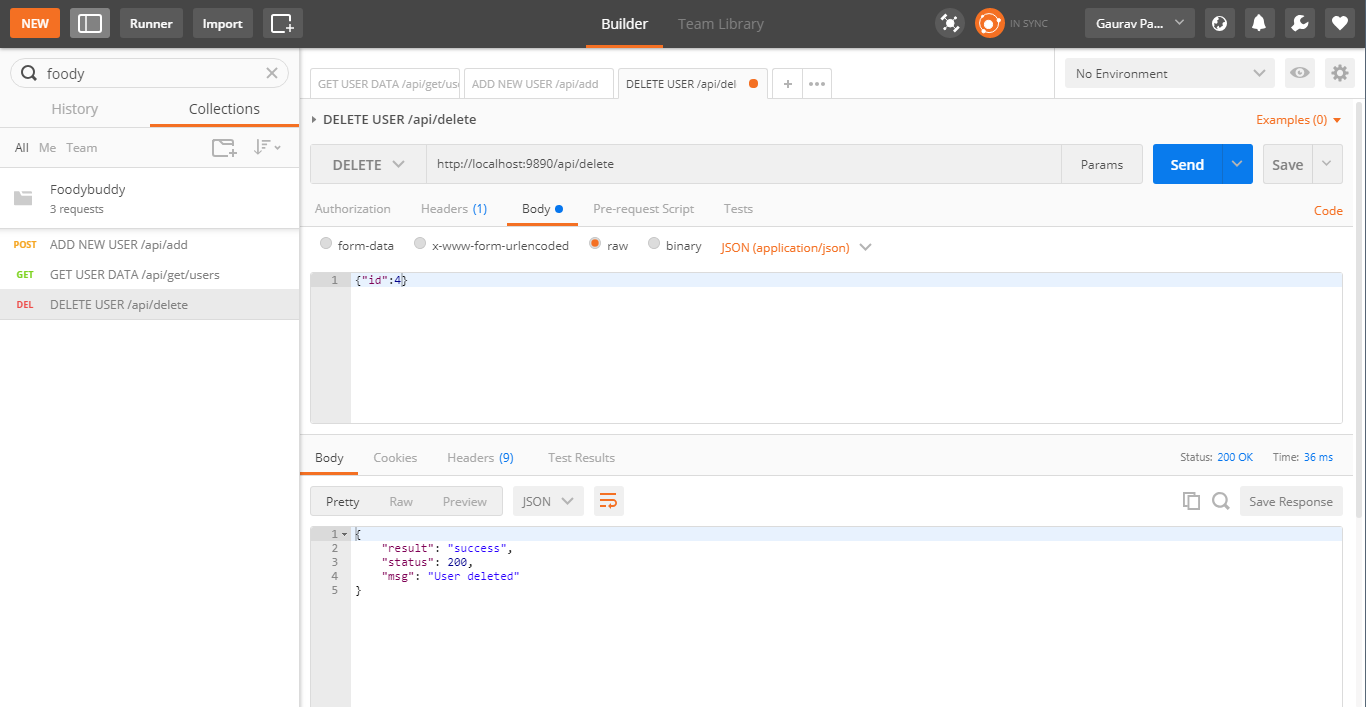 NEW Runner Import Builder Team Library IN SYNC Gaurav Pa...
foody
History Collections
All Me Team
Foodybuddy
3 requests
POST ADD NEW USER /api/add
GET GET USER DATA /api/get/users
DEL DELETE USER /api/delete
GET USER DATA /api/get/use ADD NEW USER /api/add DELETE USER /api/del + ••• No Environment
DELETE USER /api/delete Examples (0)
DELETE http://localhost:9890/api/delete Params Send Save
Authorization Headers (1) Body Pre-request Script Tests Code
form-data x-www-form-urlencoded raw binary JSON (application/json)
1 {"id":4}
Body Cookies Headers (9) Test Results Status: 200 OK Time: 36 ms
Pretty Raw Preview JSON Save Response
1 {
2 "result": "success",
3 "status": 200,
4 "msg": "User deleted"
5 }